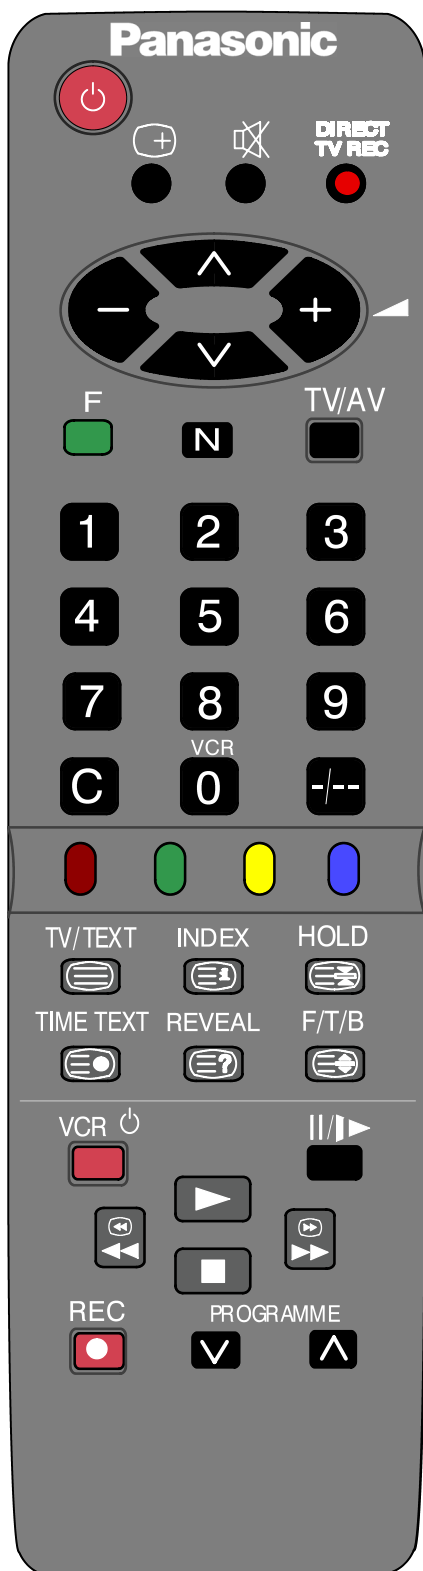 Panasonic
DIRECT
TV REC
F
N
TV/AV
1 2 3
4 5 6
7 8 9
VCR
C 0 -/--
TV/TEXT INDEX HOLD
TIME TEXT REVEAL F/T/B
VCR
REC PROGRAMME